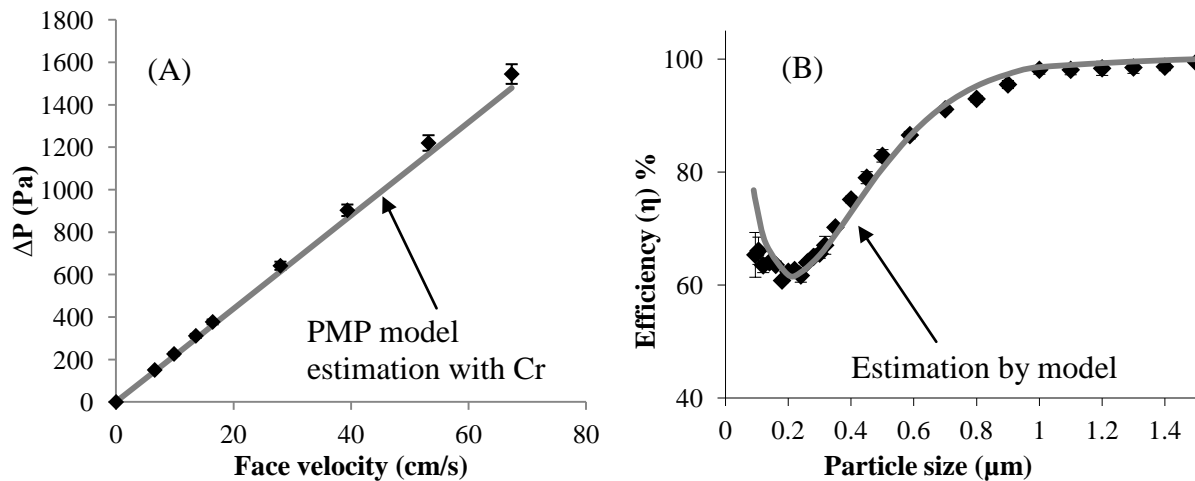 (A)
ΔP (Pa)
1800
1600
1400
1200
1000
800
600
400
200
0
0 20 40 60 80
Face velocity (cm/s)
PMP model
estimation with Cr
(B)
Efficiency (η) %
100
80
60
40
0 0.2 0.4 0.6 0.8 1 1.2 1.4
Particle size (µm)
Estimation by model